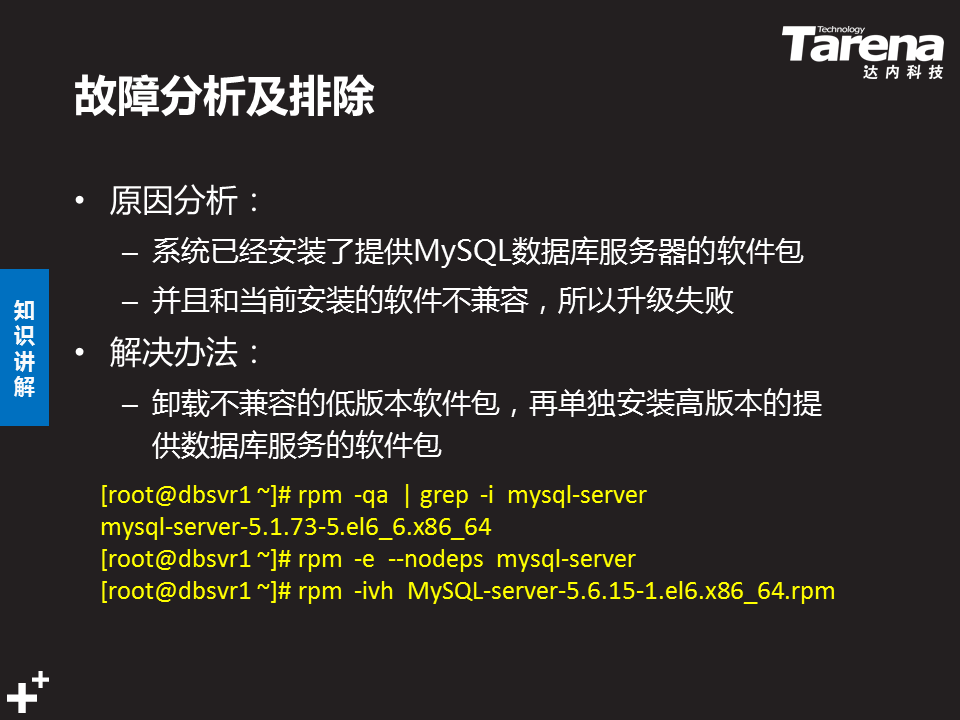 Technology
Tarena
达内科技
故障分析及排除
• 原因分析：
– 系统已经安装了提供MySQL数据库服务器的软件包
– 并且和当前安装的软件不兼容，所以升级失败
知识讲解
• 解决办法：
– 卸载不兼容的低版本软件包，再单独安装高版本的提
供数据库服务的软件包
[root@dbsvr1 ~]# rpm -qa | grep -i mysql-server
mysql-server-5.1.73-5.el6_6.x86_64
[root@dbsvr1 ~]# rpm -e --nodeps mysql-server
[root@dbsvr1 ~]# rpm -ivh MySQL-server-5.6.15-1.el6.x86_64.rpm